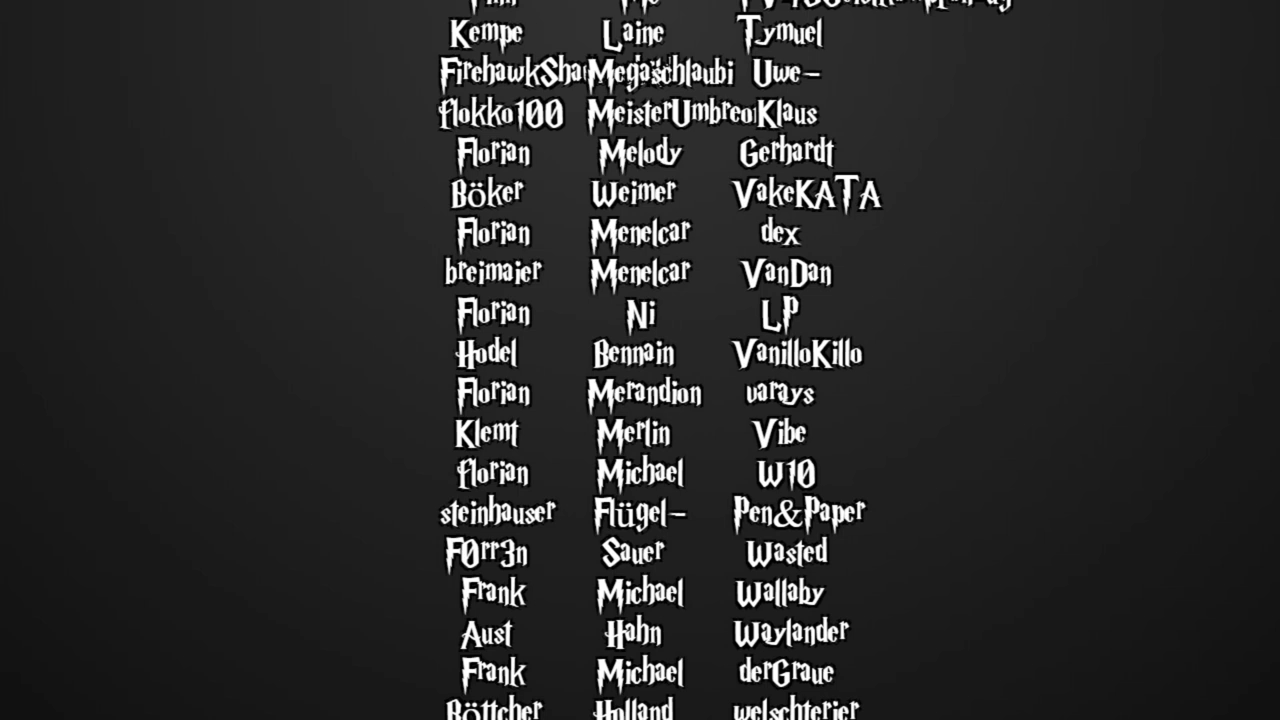 Kempe Laine Tymuel
Megaschlaubi Uwe-
flokko100 Klaus
Florian Melody Gerhardt
Böker Weimer VakeKATA
Florian Menelcar dex
breimaier Menelcar VanDan
Florian Ni LP
Hodel Bennain VanilloKillo
Florian Merandion varays
Klemt Merlin Vibe
florian Michael W10
steinhauser Flügel- Pen&Paper
F0rr3n Sauer Wasted
Frank Michael Wallaby
Aust Hahn Waylander
Frank Michael derGraue
Böttcher Holland welschterier